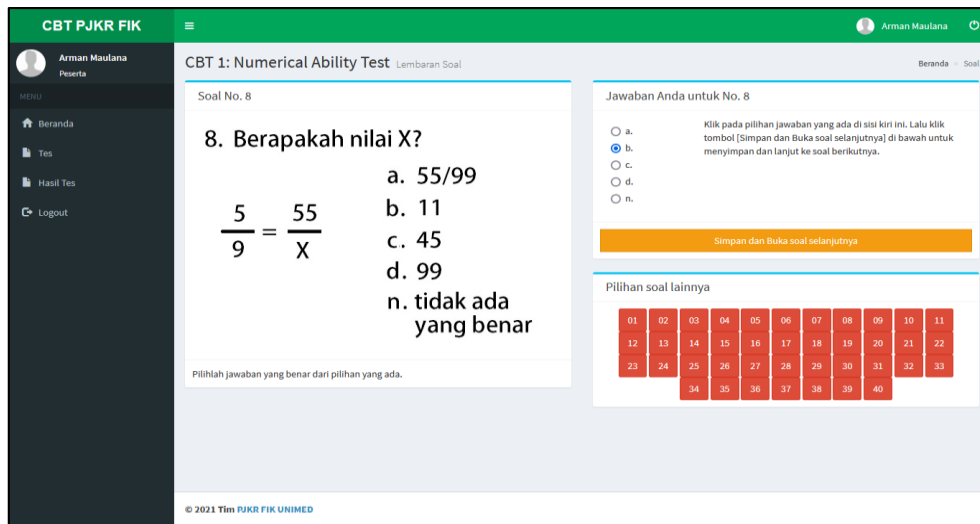 CBT PJKR FIK
Arman Maulana
Arman Maulana
Peserta
MENU
Beranda
Tes
Hasil Tes
Logout
CBT 1: Numerical Ability Test Lembaran Soal
Beranda > Soal
Soal No. 8
8. Berapakah nilai X?
5/9 = 55/X
a. 55/99
b. 11
c. 45
d. 99
n. tidak ada
yang benar
Pilihlah jawaban yang benar dari pilihan yang ada.
Jawaban Anda untuk No. 8
a.
b.
c.
d.
n.
Klik pada pilihan jawaban yang ada di sisi kiri ini. Lalu klik
tombol [Simpan dan Buka soal selanjutnya] di bawah untuk
menyimpan dan lanjut ke soal berikutnya.
Simpan dan Buka soal selanjutnya
Pilihan soal lainnya
01 02 03 04 05 06 07 08 09 10 11
12 13 14 15 16 17 18 19 20 21 22
23 24 25 26 27 28 29 30 31 32 33
34 35 36 37 38 39 40
© 2021 Tim PJKR FIK UNIMED